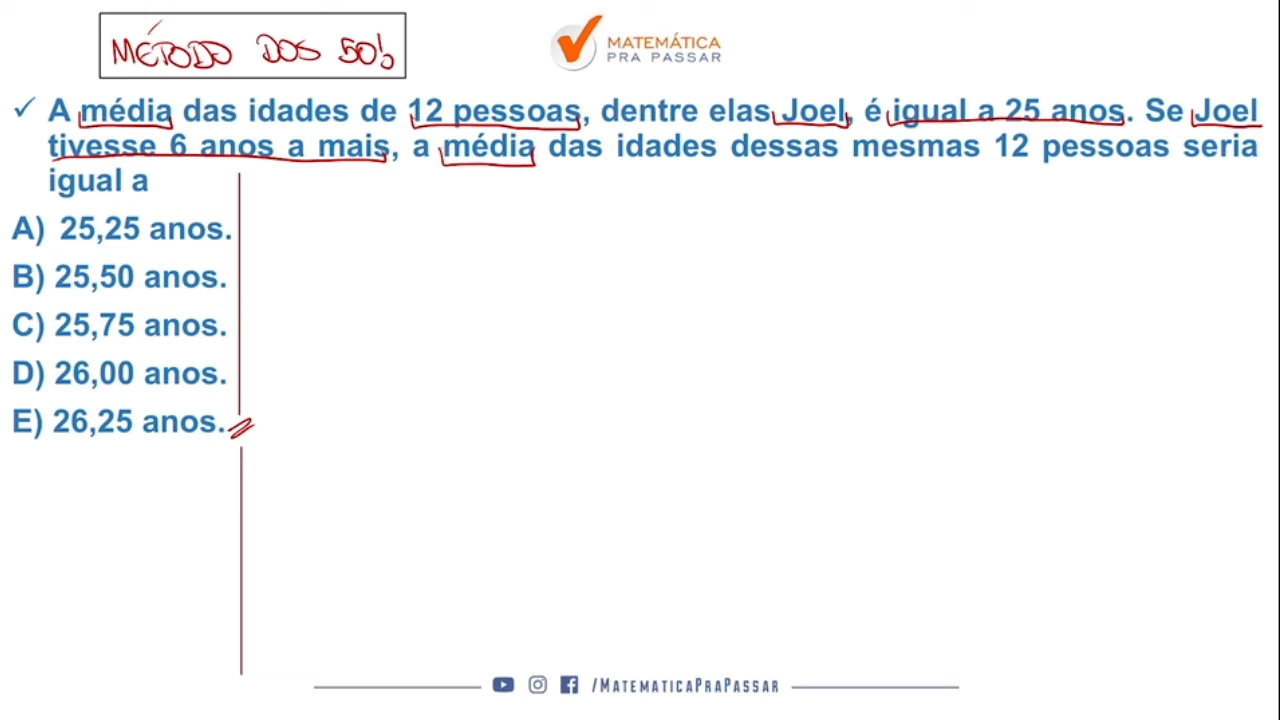 MÉTODO DOS 50!
MATEMÁTICA
PRA PASSAR
✓ A média das idades de 12 pessoas, dentre elas Joel, é igual a 25 anos. Se Joel
tivesse 6 anos a mais, a média das idades dessas mesmas 12 pessoas seria
igual a
A) 25,25 anos.
B) 25,50 anos.
C) 25,75 anos.
D) 26,00 anos.
E) 26,25 anos.
/MATEMATICAPRAPASSAR